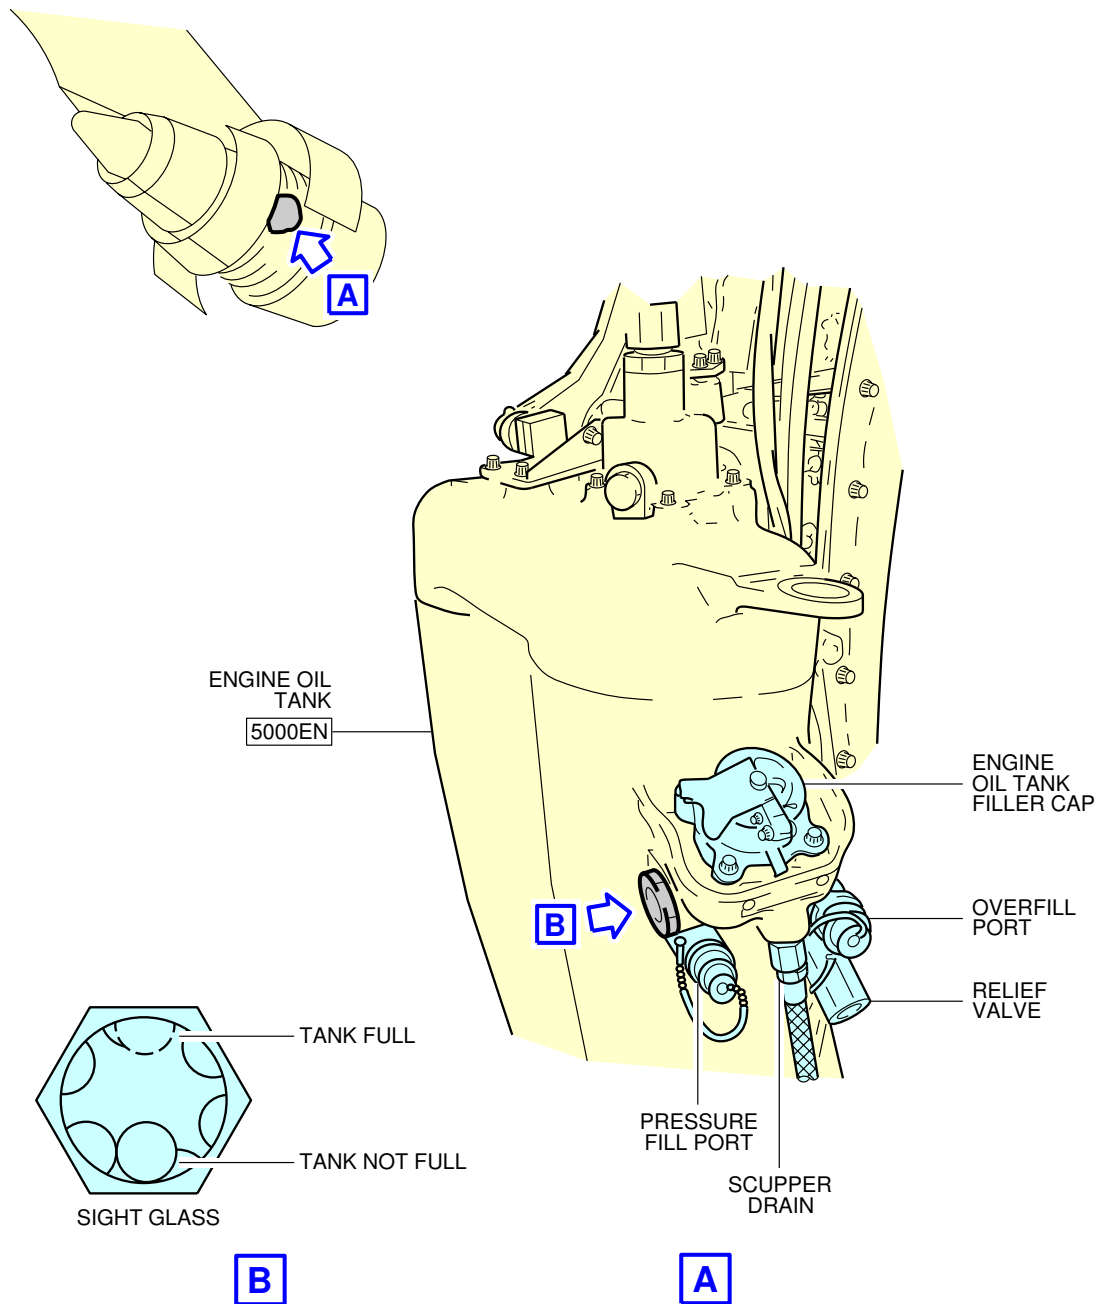 A
ENGINE OIL
TANK
5000EN
ENGINE
OIL TANK
FILLER CAP
B
OVERFILL
PORT
RELIEF
VALVE
TANK FULL
PRESSURE
FILL PORT
TANK NOT FULL
SCUPPER
DRAIN
SIGHT GLASS
B
A